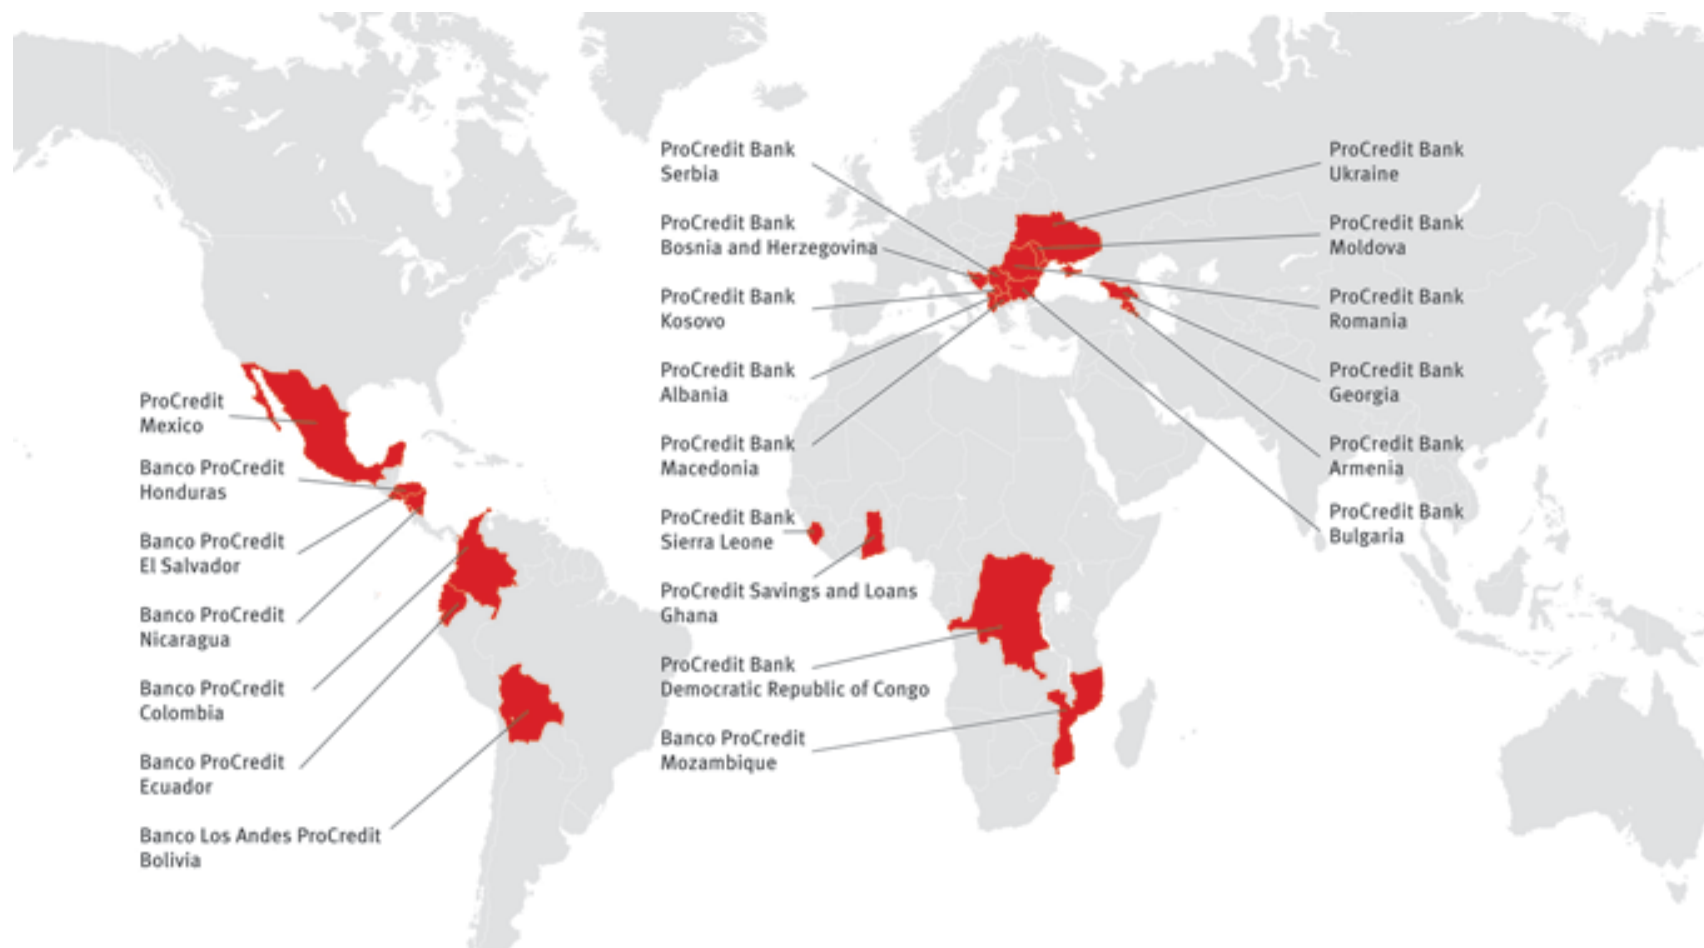 ProCredit
Mexico
Banco ProCredit
Honduras
Banco ProCredit
El Salvador
Banco ProCredit
Nicaragua
Banco ProCredit
Colombia
Banco ProCredit
Ecuador
Banco Los Andes ProCredit
Bolivia
ProCredit Bank
Serbia
ProCredit Bank
Bosnia and Herzegovina
ProCredit Bank
Kosovo
ProCredit Bank
Albania
ProCredit Bank
Macedonia
ProCredit Bank
Sierra Leone
ProCredit Savings and Loans
Ghana
ProCredit Bank
Democratic Republic of Congo
Banco ProCredit
Mozambique
ProCredit Bank
Ukraine
ProCredit Bank
Moldova
ProCredit Bank
Romania
ProCredit Bank
Georgia
ProCredit Bank
Armenia
ProCredit Bank
Bulgaria